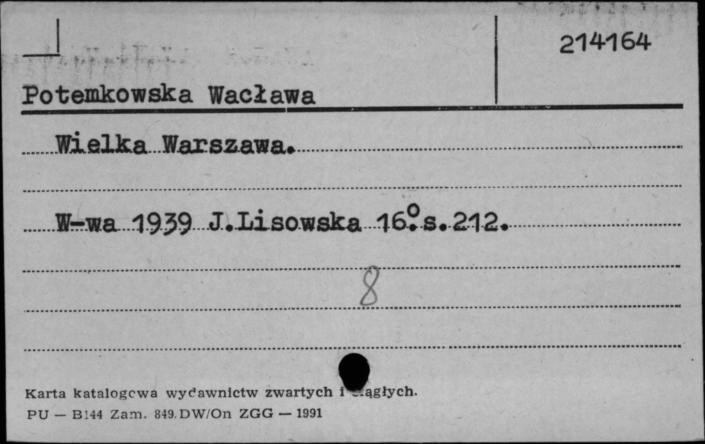 214164
Potemkowska Wacława
Wielka Warszawa.
W-wa 1939 J.Lisowska 16°.s.212.
8
Karta katalogowa wydawnictw zwartych i ciągłych.
PU — B144 Zam. 849.DW/On ZGG — 1991